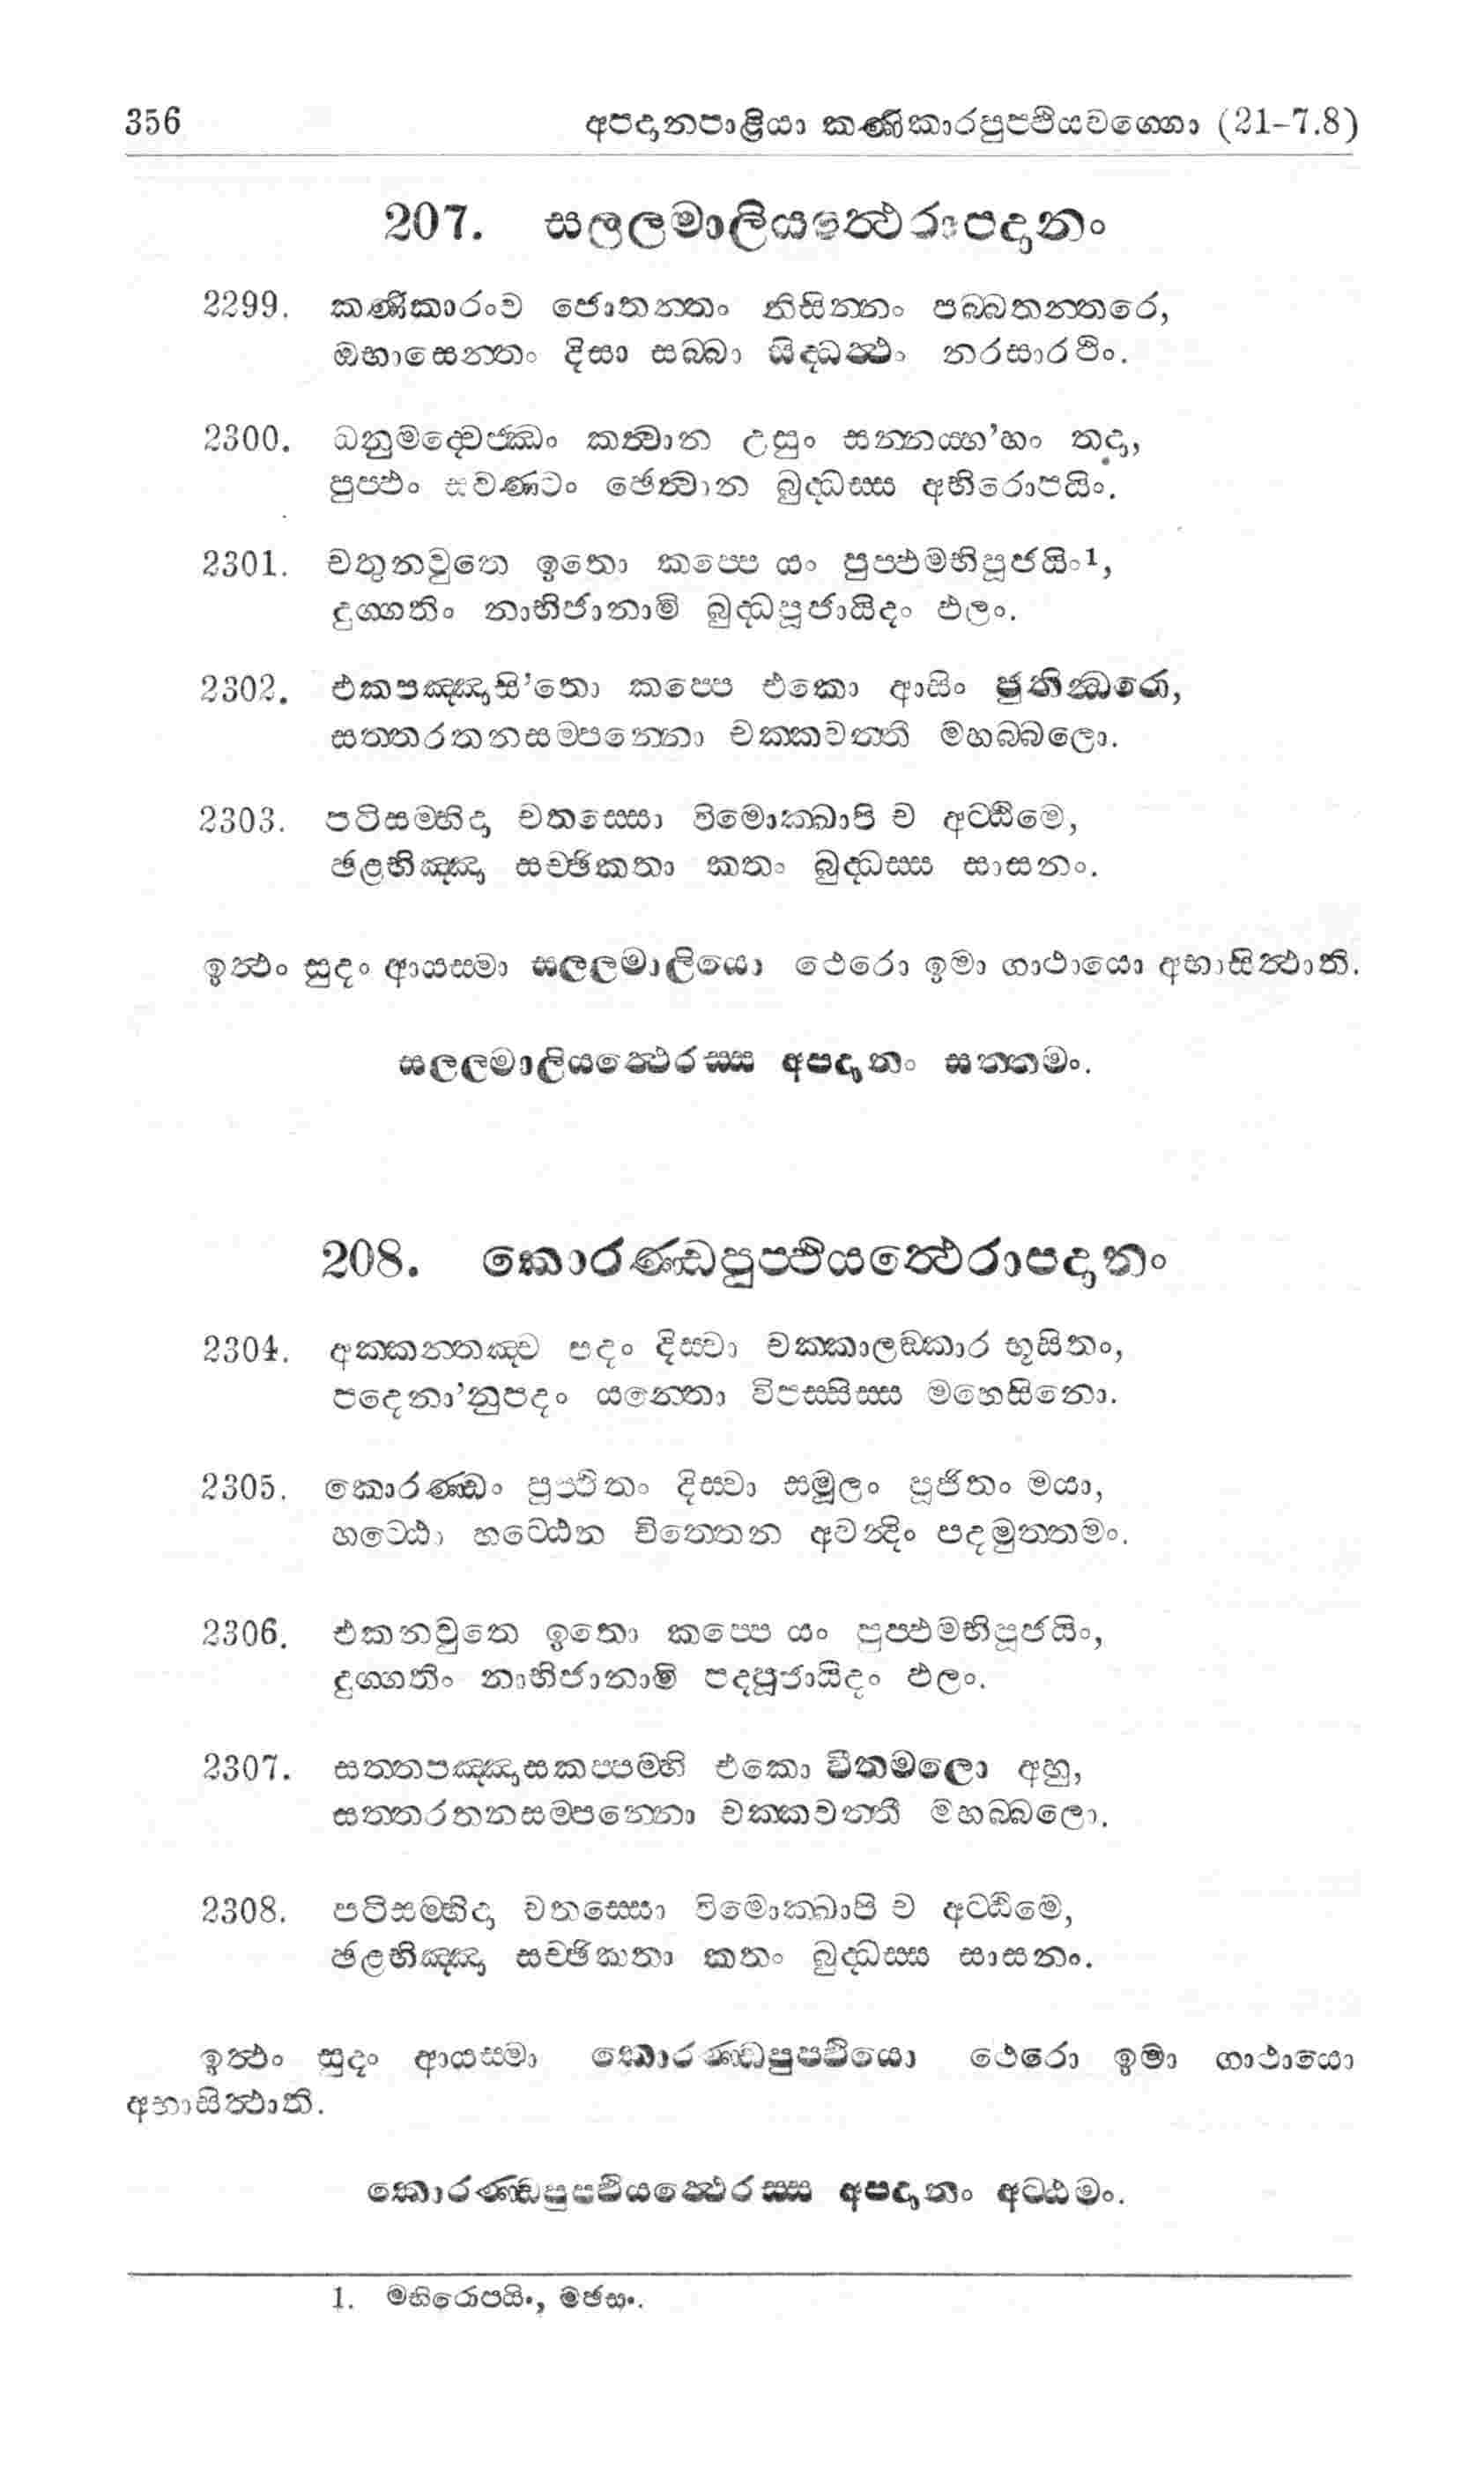 356 අපදානපාළියා කණිකාරපුප්ඵියවග්ගො (21-7.8)
207. සලලමාලියත්ථෙරාපදානං
2299. කණිකාරංව ජොතන්තං නිසින්නං පබ්බතන්තරෙ,
ඔභාසෙන්තං දිසා සබ්බා සිද්ධත්ථං නරසාරථිං.
2300. ධනුමද්වෙජ්ඣං කත්වාන උසුං සන්නය්හ'හං තදා,
පුප්ඵං සවණ්ටං ඡෙත්වාන බුද්ධස්ස අභිරොපයිං.
2301. චතුනවුතෙ ඉතො කප්පෙ යං පුප්ඵමභිපූජයිං1,
දුග්ගතිං නාභිජානාමි බුද්ධපූජායිදං ඵලං.
2302. එකපඤ්ඤාසි'තො කප්පෙ එකො ආසිං ජුතින්ධරො,
සත්තරතනසම්පන්නො චක්කවත්තී මහබ්බලො.
2303. පටිසම්භිදා චතස්සො විමොක්ඛාපි ච අට්ඨිමෙ,
ඡළභිඤ්ඤා සච්ඡිකතා කතං බුද්ධස්ස සාසනං.
ඉත්ථං සුදං ආයස්මා සලලමාලියො ථෙරො ඉමා ගාථායො අභාසිත්ථාති.
සලලමාලියත්ථෙරස්ස අපදානං සත්තමං.
208. කොරණ්ඩපුප්ඵියත්ථෙරාපදානං
2304. අක්කන්තඤ්ච පදං දිස්වා චක්කාලඞ්කාර භූසිතං,
පදෙනා'නුපදං යන්තො විපස්සිස්ස මහෙසිනො.
2305. කොරණ්ඩං පුප්ඵිතං දිස්වා සමූලං පූජිතං මයා,
හට්ඨො හට්ඨෙන චිත්තෙන අවන්දිං පදමුත්තමං.
2306. එකනවුතෙ ඉතො කප්පෙ යං පුප්ඵමභිපූජයිං,
දුග්ගතිං නාභිජානාමි පදපූජායිදං ඵලං.
2307. සත්තපඤ්ඤාසකප්පම්හි එකො වීතමලො අහු,
සත්තරතනසම්පන්නො චක්කවත්තී මහබ්බලො.
2308. පටිසම්භිදා චතස්සො විමොක්ඛාපි ච අට්ඨිමෙ,
ඡළභිඤ්ඤා සච්ඡිකතා කතං බුද්ධස්ස සාසනං.
ඉත්ථං සුදං ආයස්මා කොරණ්ඩපුප්ඵියො ථෙරො ඉමා ගාථායො
අභාසිත්ථාති.
කොරණ්ඩපුප්ඵියත්ථෙරස්ස අපදානං අට්ඨමං.
1. මභිරොපයිං, මඡසං.